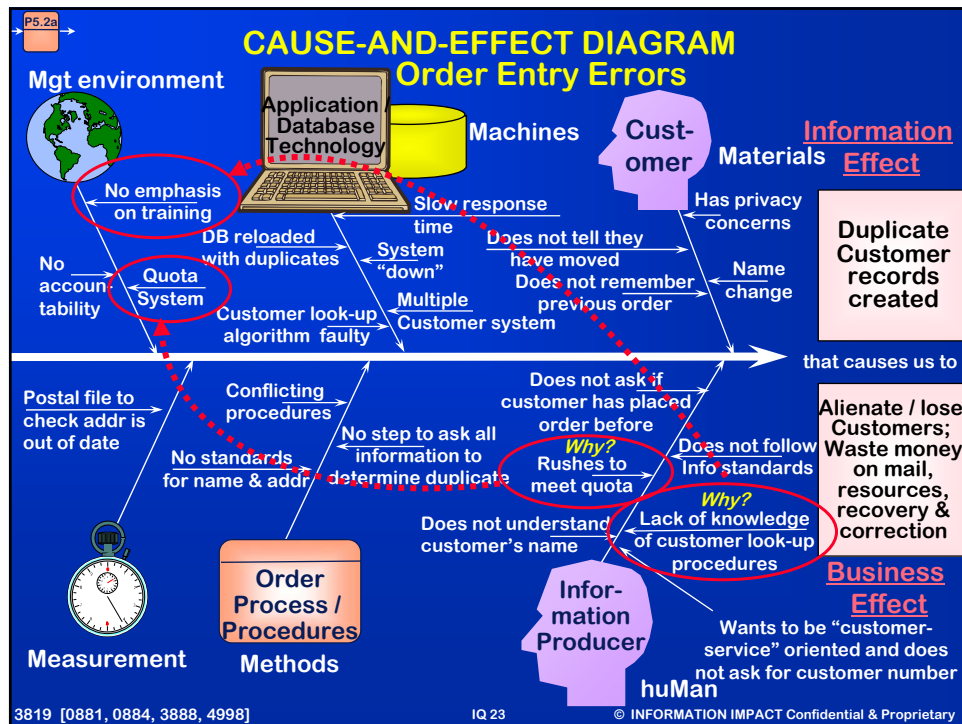 P5.2a
CAUSE-AND-EFFECT DIAGRAM
Order Entry Errors
Mgt environment
Application /
Database
Technology
Machines
Cust-
omer
Materials
Information
Effect
No emphasis
on training
No
accoun-
tability
Quota
System
Slow response
time
DB reloaded
with duplicates
System
“down”
Customer look-up
algorithm faulty
Multiple
Customer system
Has privacy
concerns
Does not tell they
have moved
Does not remember
previous order
Name
change
Duplicate
Customer
records
created
that causes us to
Postal file to
check addr is
out of date
Conflicting
procedures
No standards
for name & addr
No step to ask all
information to
determine duplicate
Does not ask if
customer has placed
order before
Why?
Rushes to
meet quota
Does not follow
Info standards
Does not understand
customer’s name
Why?
Lack of knowledge
of customer look-up
procedures
Alienate / lose
Customers;
Waste money
on mail,
resources,
recovery &
correction
Business
Effect
Measurement
Order
Process /
Procedures
Methods
Infor-
mation
Producer
huMan
Wants to be “customer-
service” oriented and does
not ask for customer number
3819 [0881, 0884, 3888, 4998]
IQ 23
© INFORMATION IMPACT Confidential & Proprietary